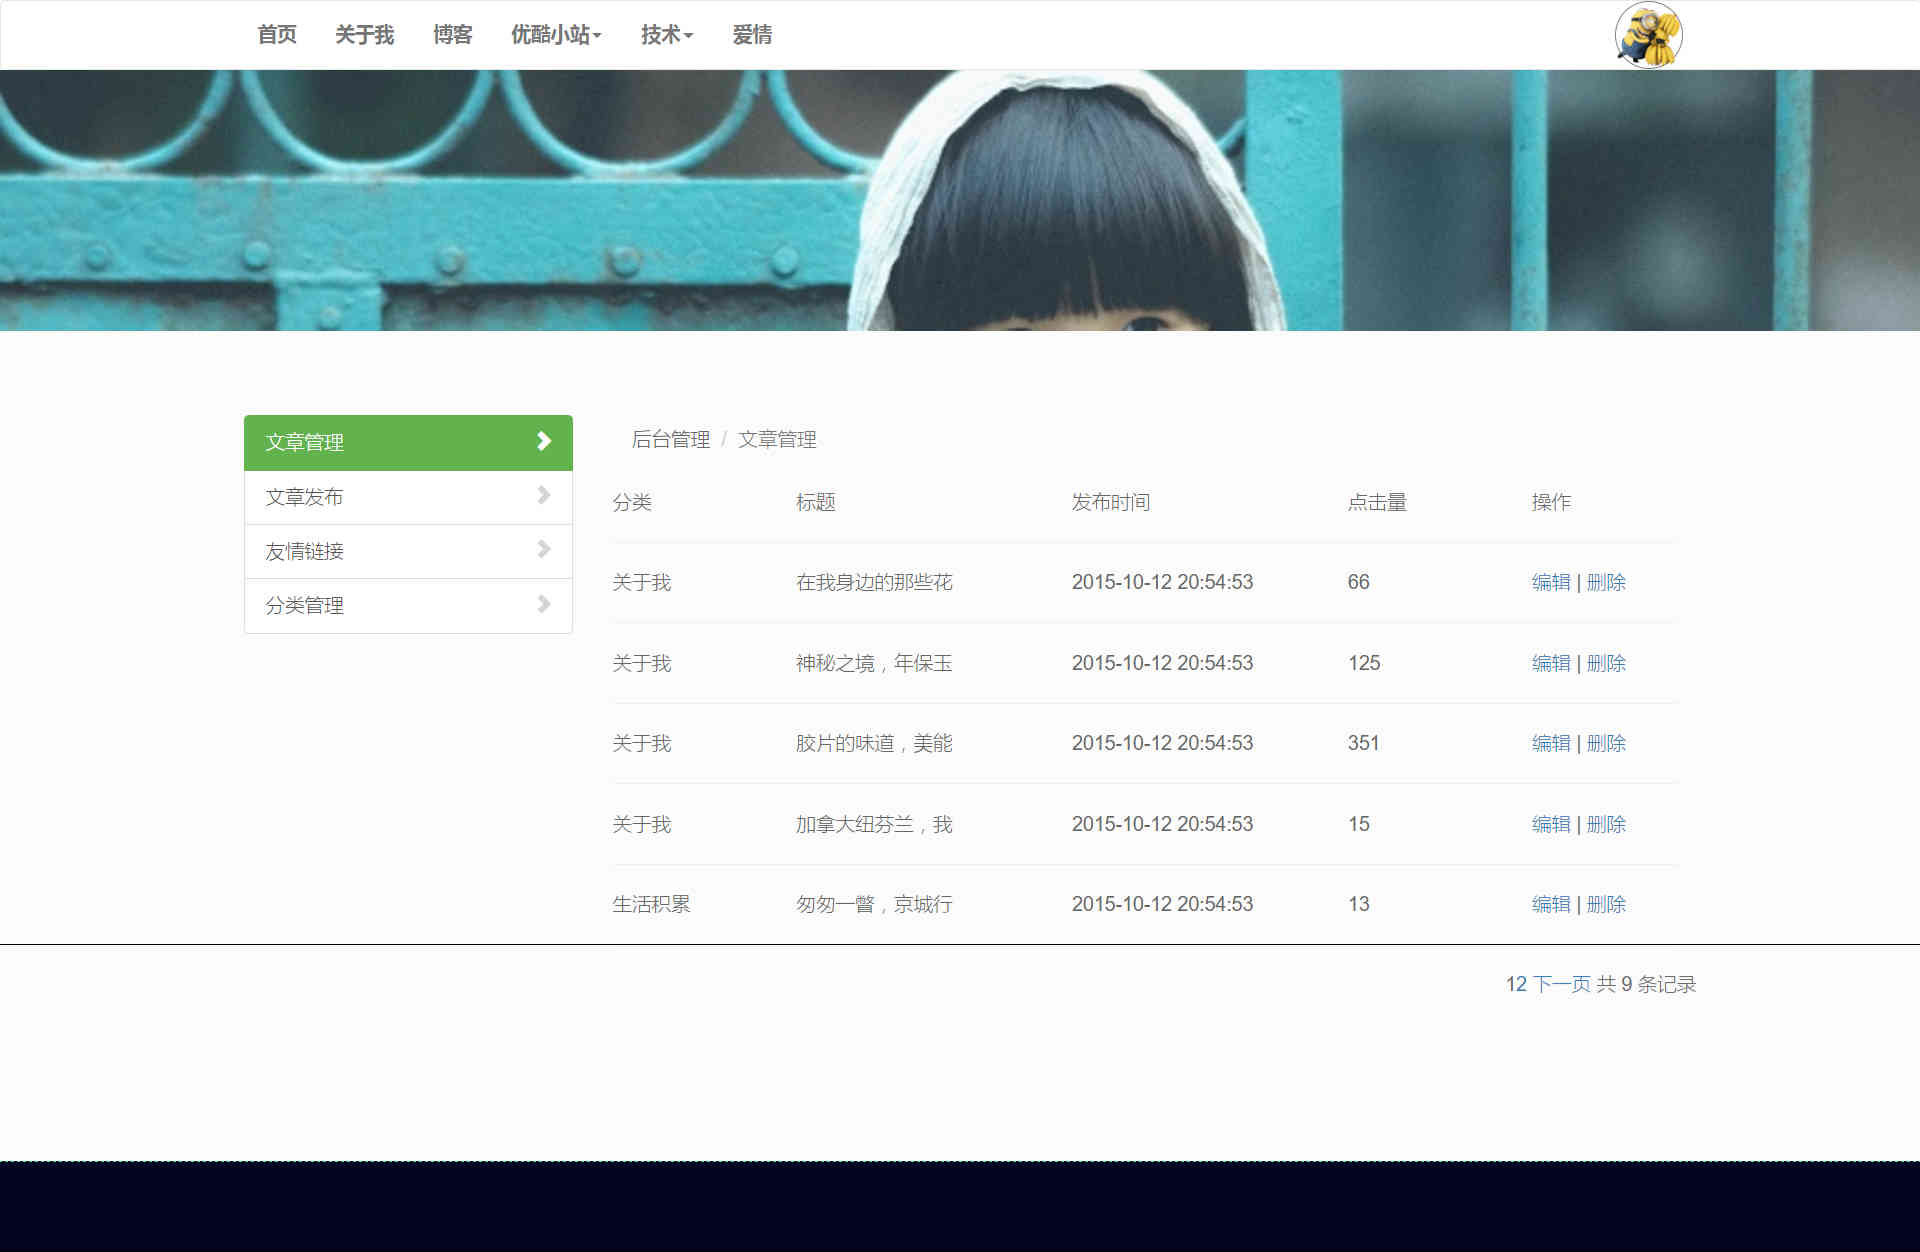 首页 关于我 博客 优酷小站 技术 爱情
文章管理
文章发布
友情链接
分类管理
后台管理 / 文章管理
分类 标题 发布时间 点击量 操作
关于我 在我身边的那些花 2015-10-12 20:54:53 66 编辑 | 删除
关于我 神秘之境，年保玉 2015-10-12 20:54:53 125 编辑 | 删除
关于我 胶片的味道，美能 2015-10-12 20:54:53 351 编辑 | 删除
关于我 加拿大纽芬兰，我 2015-10-12 20:54:53 15 编辑 | 删除
生活积累 匆匆一瞥，京城行 2015-10-12 20:54:53 13 编辑 | 删除
12 下一页 共 9 条记录